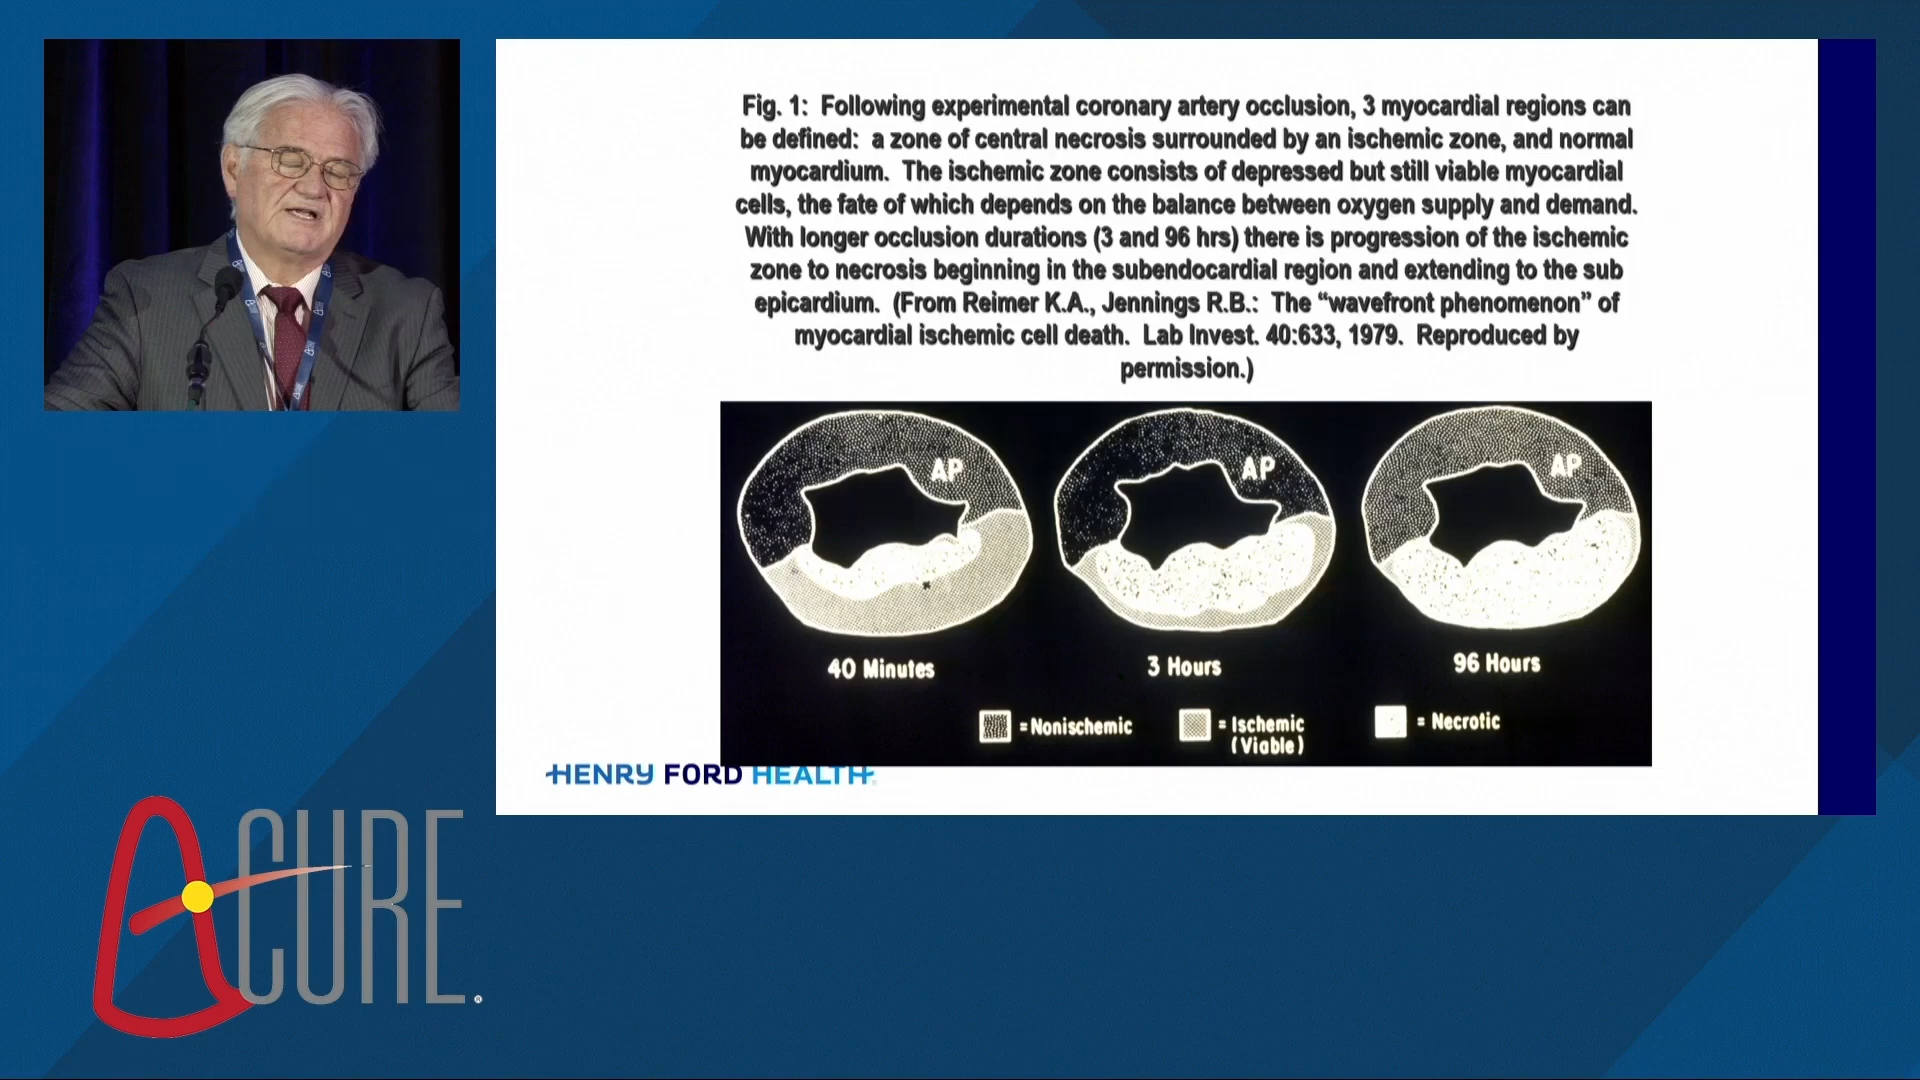 Fig. 1: Following experimental coronary artery occlusion, 3 myocardial regions can
be defined: a zone of central necrosis surrounded by an ischemic zone, and normal
myocardium. The ischemic zone consists of depressed but still viable myocardial
cells, the fate of which depends on the balance between oxygen supply and demand.
With longer occlusion durations (3 and 96 hrs) there is progression of the ischemic
zone to necrosis beginning in the subendocardial region and extending to the sub
epicardium. (From Reimer K.A., Jennings R.B.: The “wavefront phenomenon” of
myocardial ischemic cell death. Lab Invest. 40:633, 1979. Reproduced by
permission.)
AP AP AP
40 Minutes 3 Hours 96 Hours
= Nonischemic = Ischemic = Necrotic
(Viable)
HENRY FORD HEALTH
A CURE®